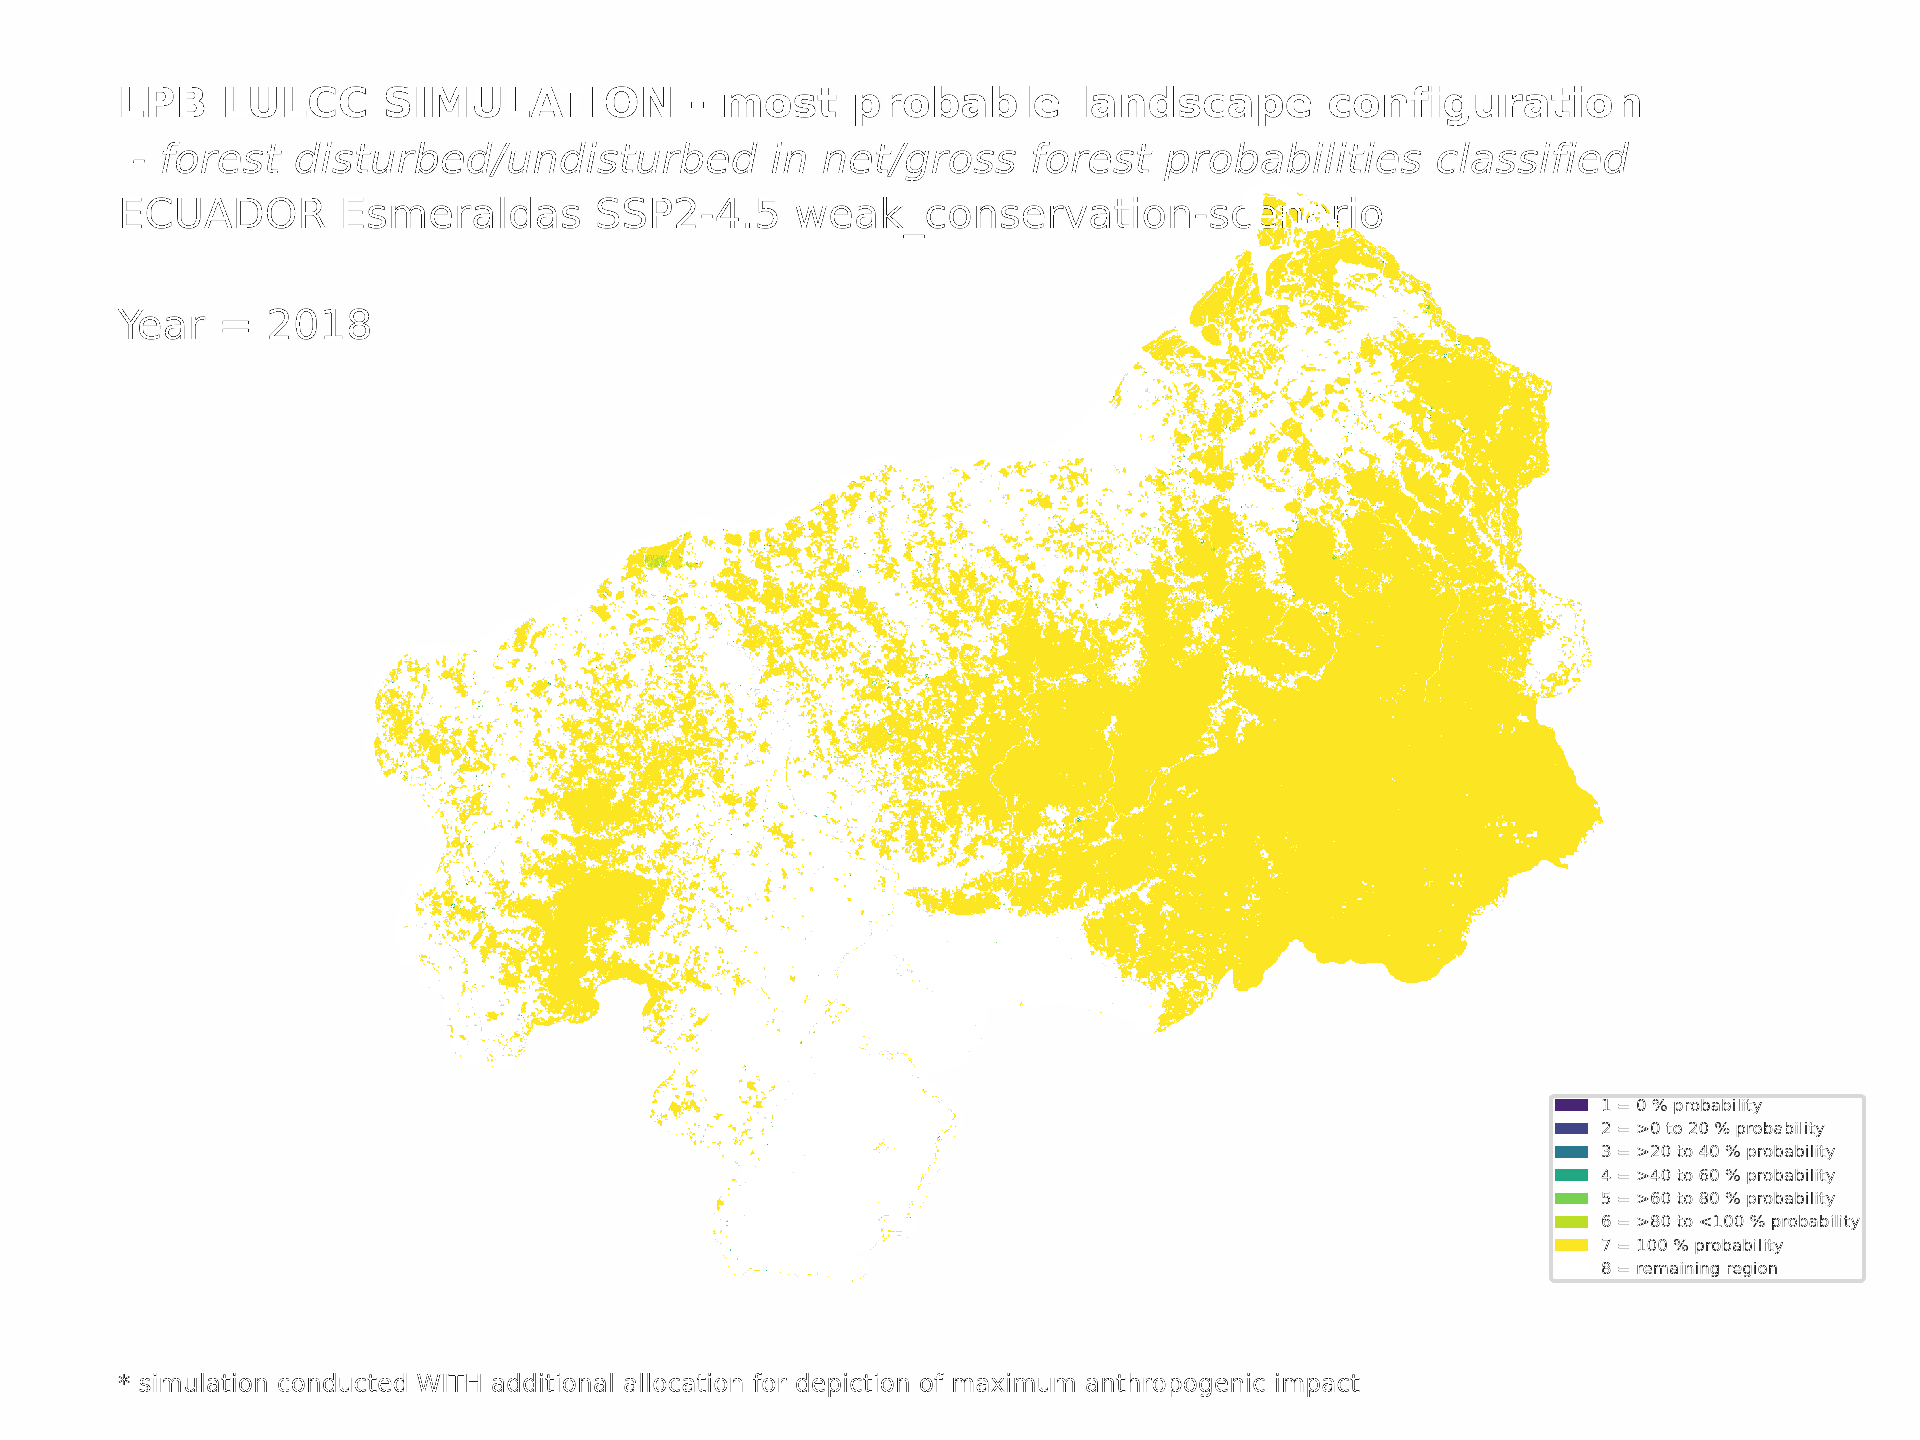 LPB LULCC SIMULATION - most probable landscape configuration
- forest disturbed/undisturbed in net/gross forest probabilities classified
ECUADOR Esmeraldas SSP2-4.5 weak_conservation-scenario
Year = 2018
1 = 0 % probability
2 = >0 to 20 % probability
3 = >20 to 40 % probability
4 = >40 to 60 % probability
5 = >60 to 80 % probability
6 = >80 to <100 % probability
7 = 100 % probability
8 = remaining region
* simulation conducted WITH additional allocation for depiction of maximum anthropogenic impact